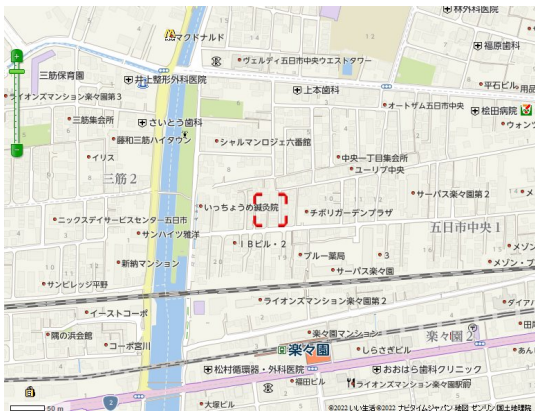 林外科医院
マクドナルド
福原歯科
ヴェルディ五日市中央ウエストタワー
三筋保育園
井上整形外科医院
上本歯科
平石ビル
用品
ライオンズマンション楽々園第3
オートザム五日市中央
桧田病院
三筋集会所
さいとう歯科
ウォンツ
藤和三筋ハイタウン
シャルマンロジェ六番館
イリス
中央一丁目集会所
ユーリプ中央
三筋2
サーパス楽々園第2
いっちょうめ鍼灸院
チボリガーデンプラザ
ニックスデイサービスセンター五日市
五日市中央1
サンハイツ雅洋
IBビル・2
メゾン
新納マンション
ブルー薬局
3
メゾン・プ
サーパス楽々園
サンビレッジ平野
ライオンズマンション楽々園第2
イーストコーポ
ダイアパ
隅の浜会館
楽々園マンション
楽々園2
田尾
コーポ宮川
楽々園
しらさぎビル
あん
松村循環器・外科医院
おおはら歯科クリニック
福田ビル
ライオンズマンション楽々園駅前
2
大塚ビル
50 m
©2022 いい生活©2022 ナビタイムジャパン 地図 ゼンリン 国土地理院